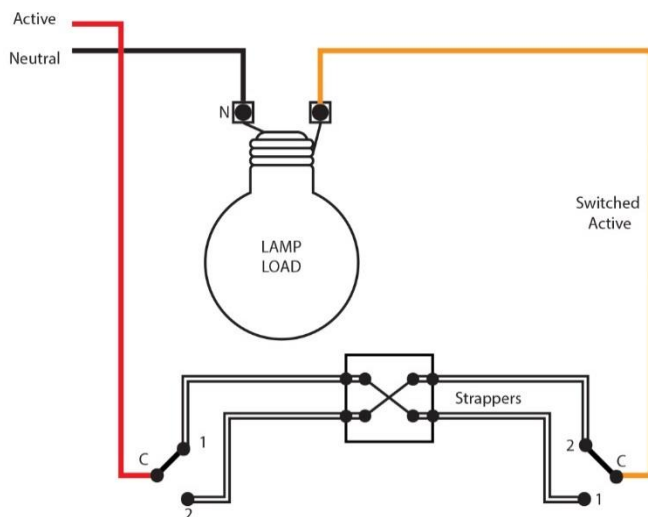 Active
Neutral
N
LAMP
LOAD
Switched
Active
Strappers
1
2
C
C
2
1